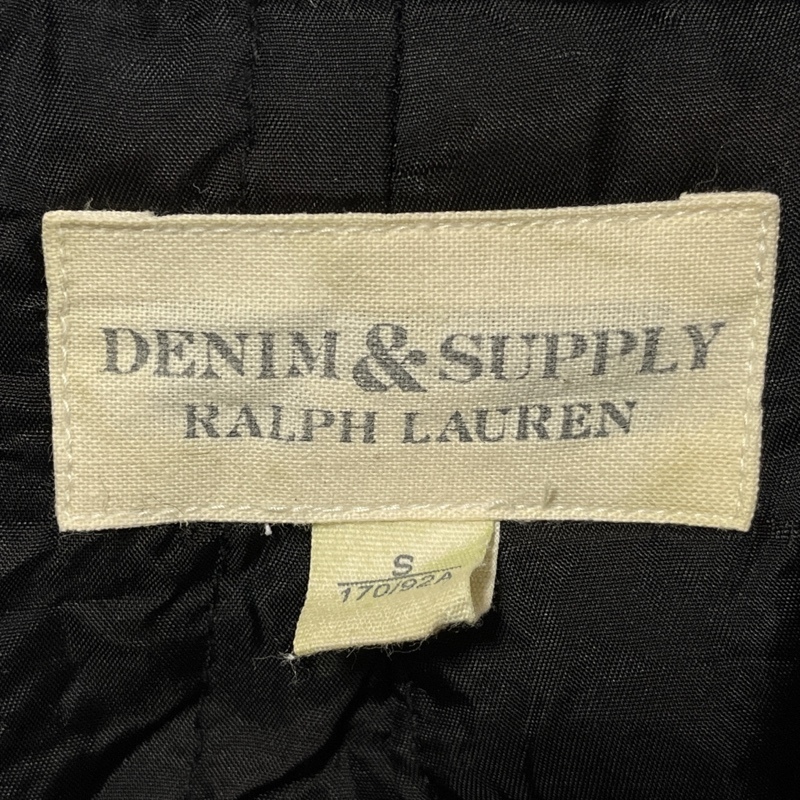 DENIM & SUPPLY
RALPH LAUREN
S
170/92A